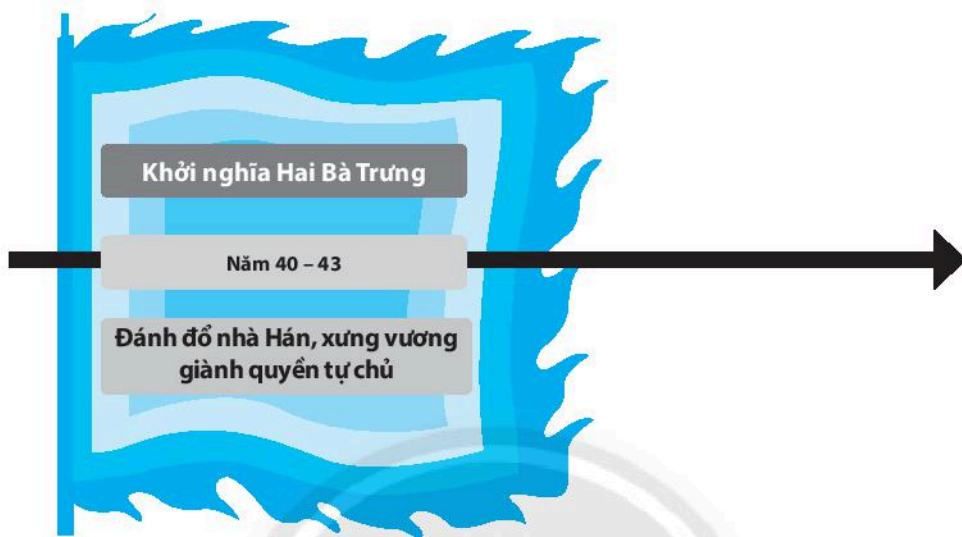 Khởi nghĩa Hai Bà Trưng
Năm 40 – 43
Đánh đổ nhà Hán, xưng vương
giành quyền tự chủ